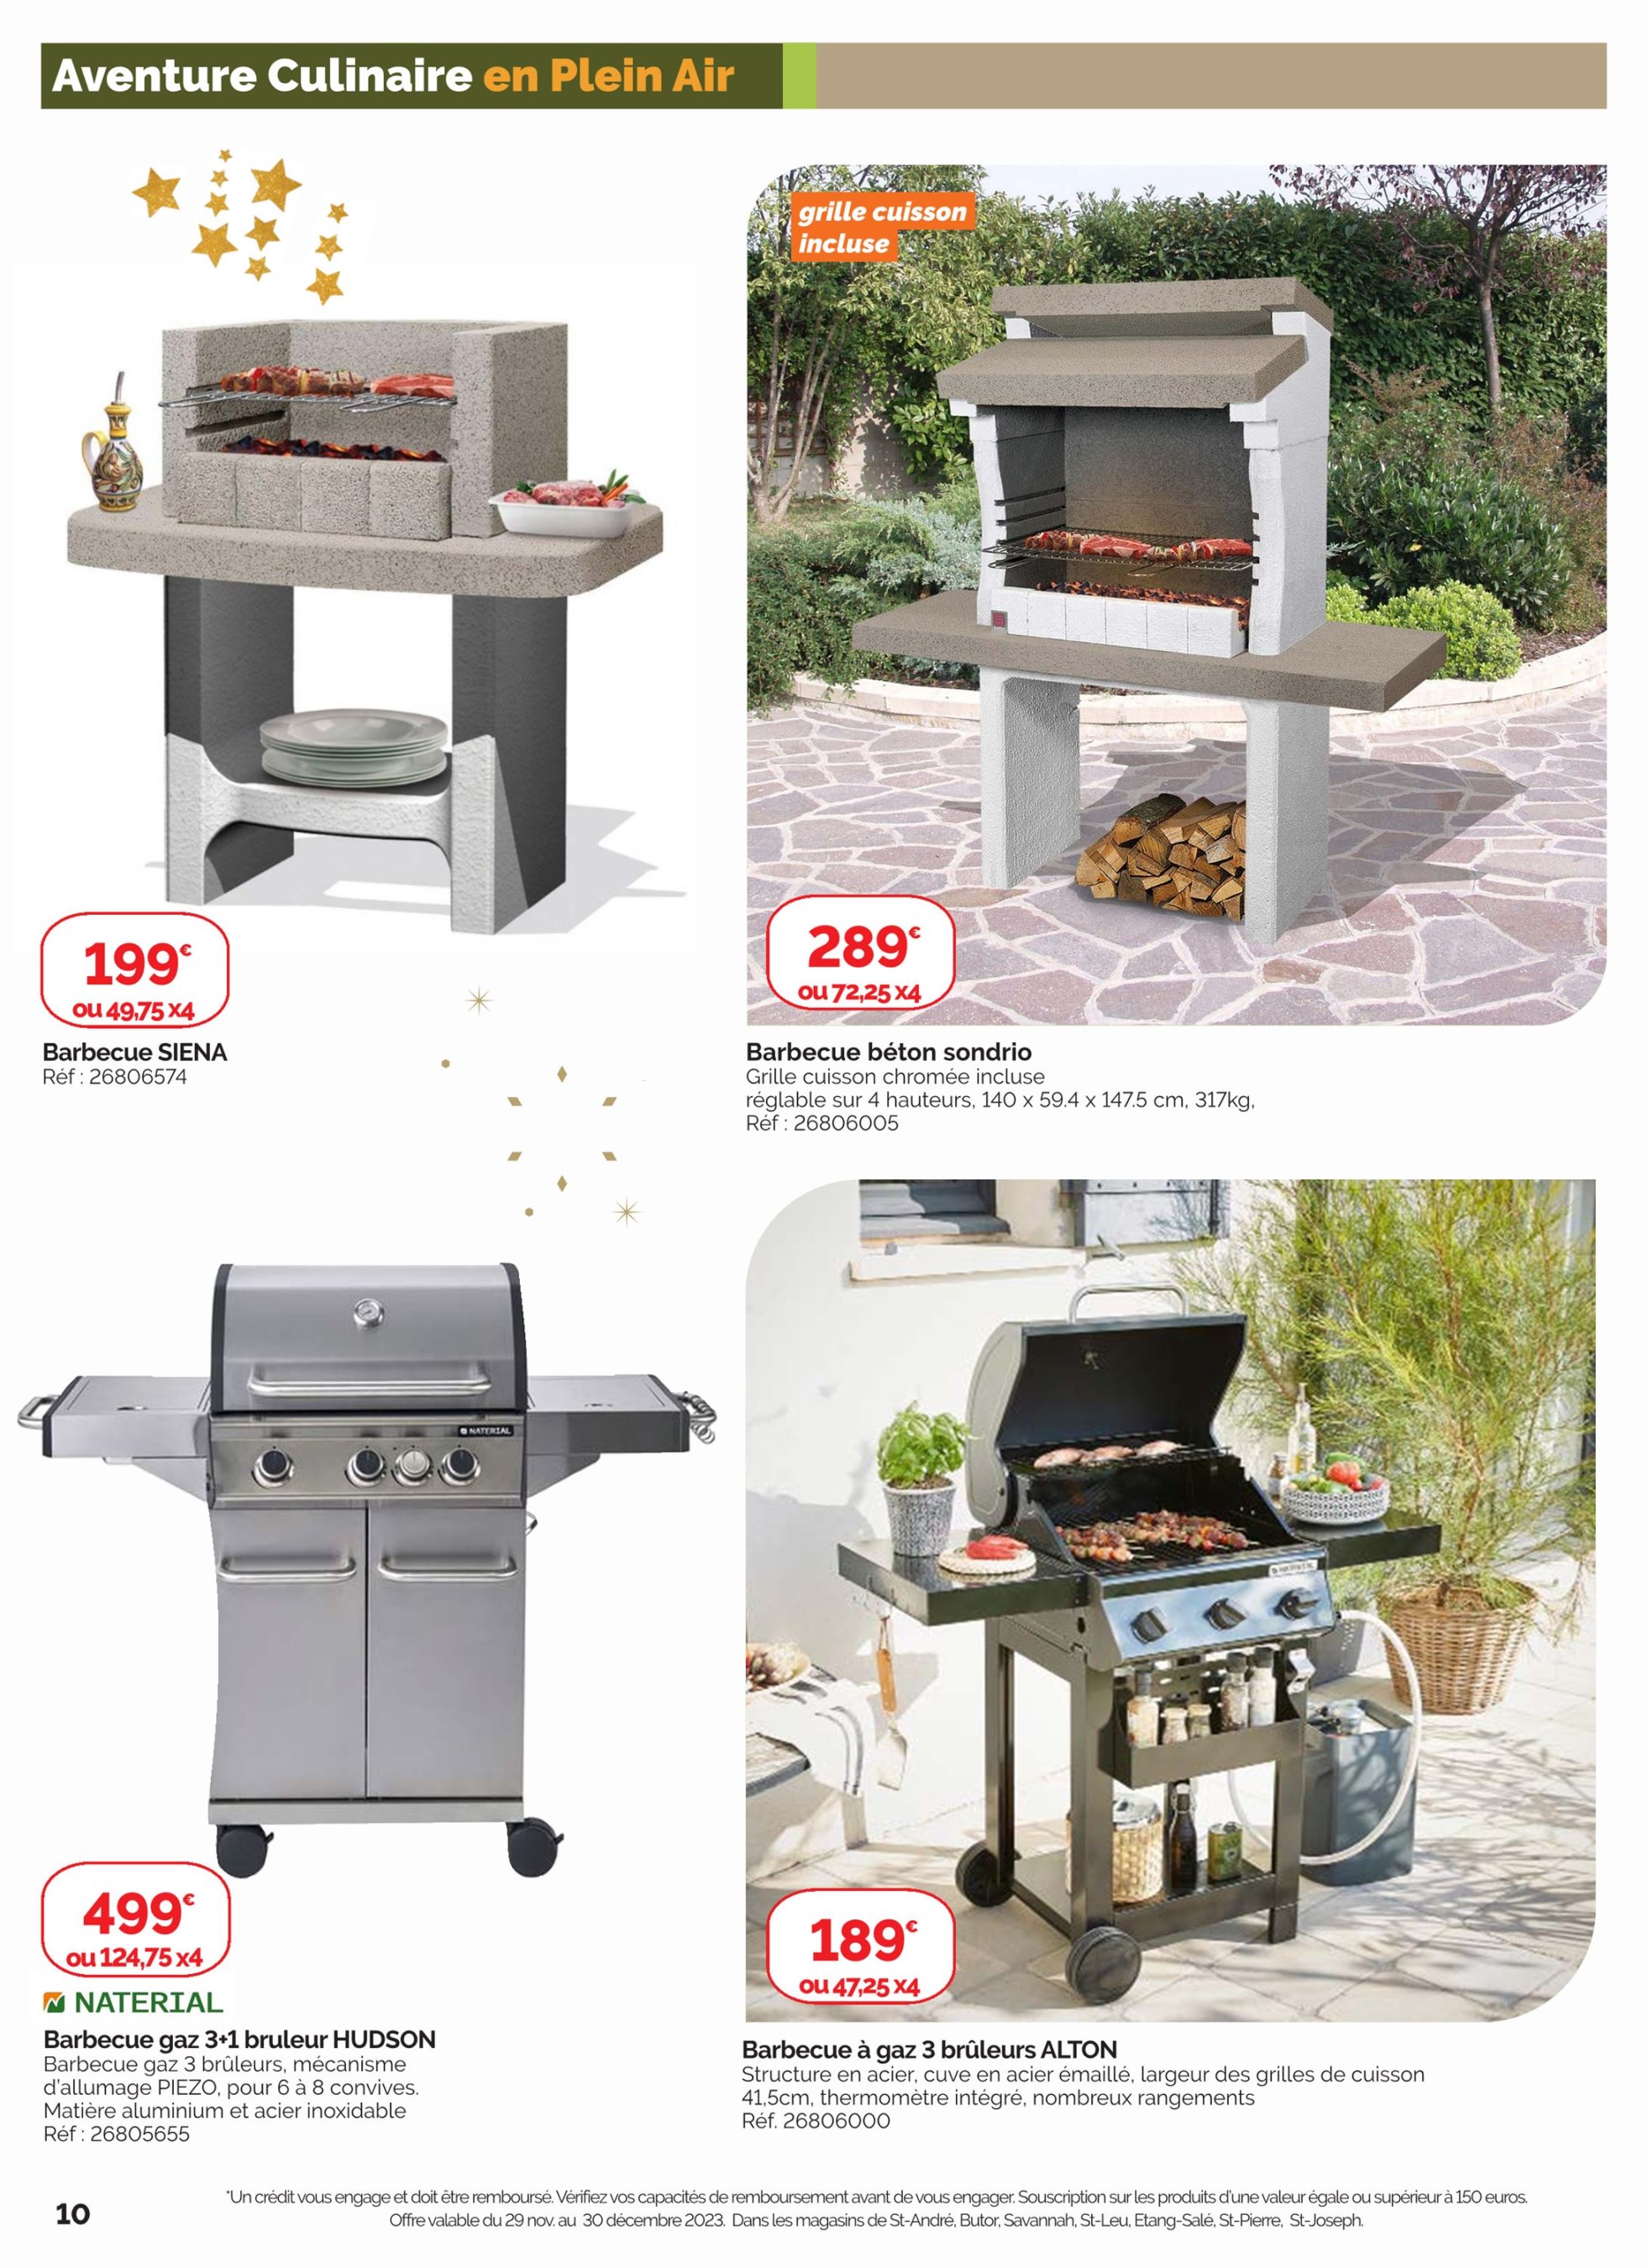 Aventure Culinaire en Plein Air
grille cuisson
incluse
199€
ou 49,75 x4
Barbecue SIENA
Réf : 26806574
289€
ou 72,25 x4
Barbecue béton sondrio
Grille cuisson chromée incluse
réglable sur 4 hauteurs, 140 x 59.4 x 147.5 cm, 317kg,
Réf : 26806005
NATERIAL
499€
ou 124,75 x4
NATERIAL
Barbecue gaz 3+1 bruleur HUDSON
Barbecue gaz 3 brûleurs, mécanisme
d'allumage PIEZO, pour 6 à 8 convives.
Matière aluminium et acier inoxidable
Réf : 26805655
189€
ou 47,25 x4
Barbecue à gaz 3 brûleurs ALTON
Structure en acier, cuve en acier émaillé, largeur des grilles de cuisson
41,5cm, thermomètre intégré, nombreux rangements
Réf. 26806000
10
*Un crédit vous engage et doit être remboursé. Vérifiez vos capacités de remboursement avant de vous engager. Souscription sur les produits d'une valeur égale ou supérieur à 150 euros.
Offre valable du 29 nov. au 30 décembre 2023. Dans les magasins de St-André, Butor, Savannah, St-Leu, Etang-Salé, St-Pierre, St-Joseph.